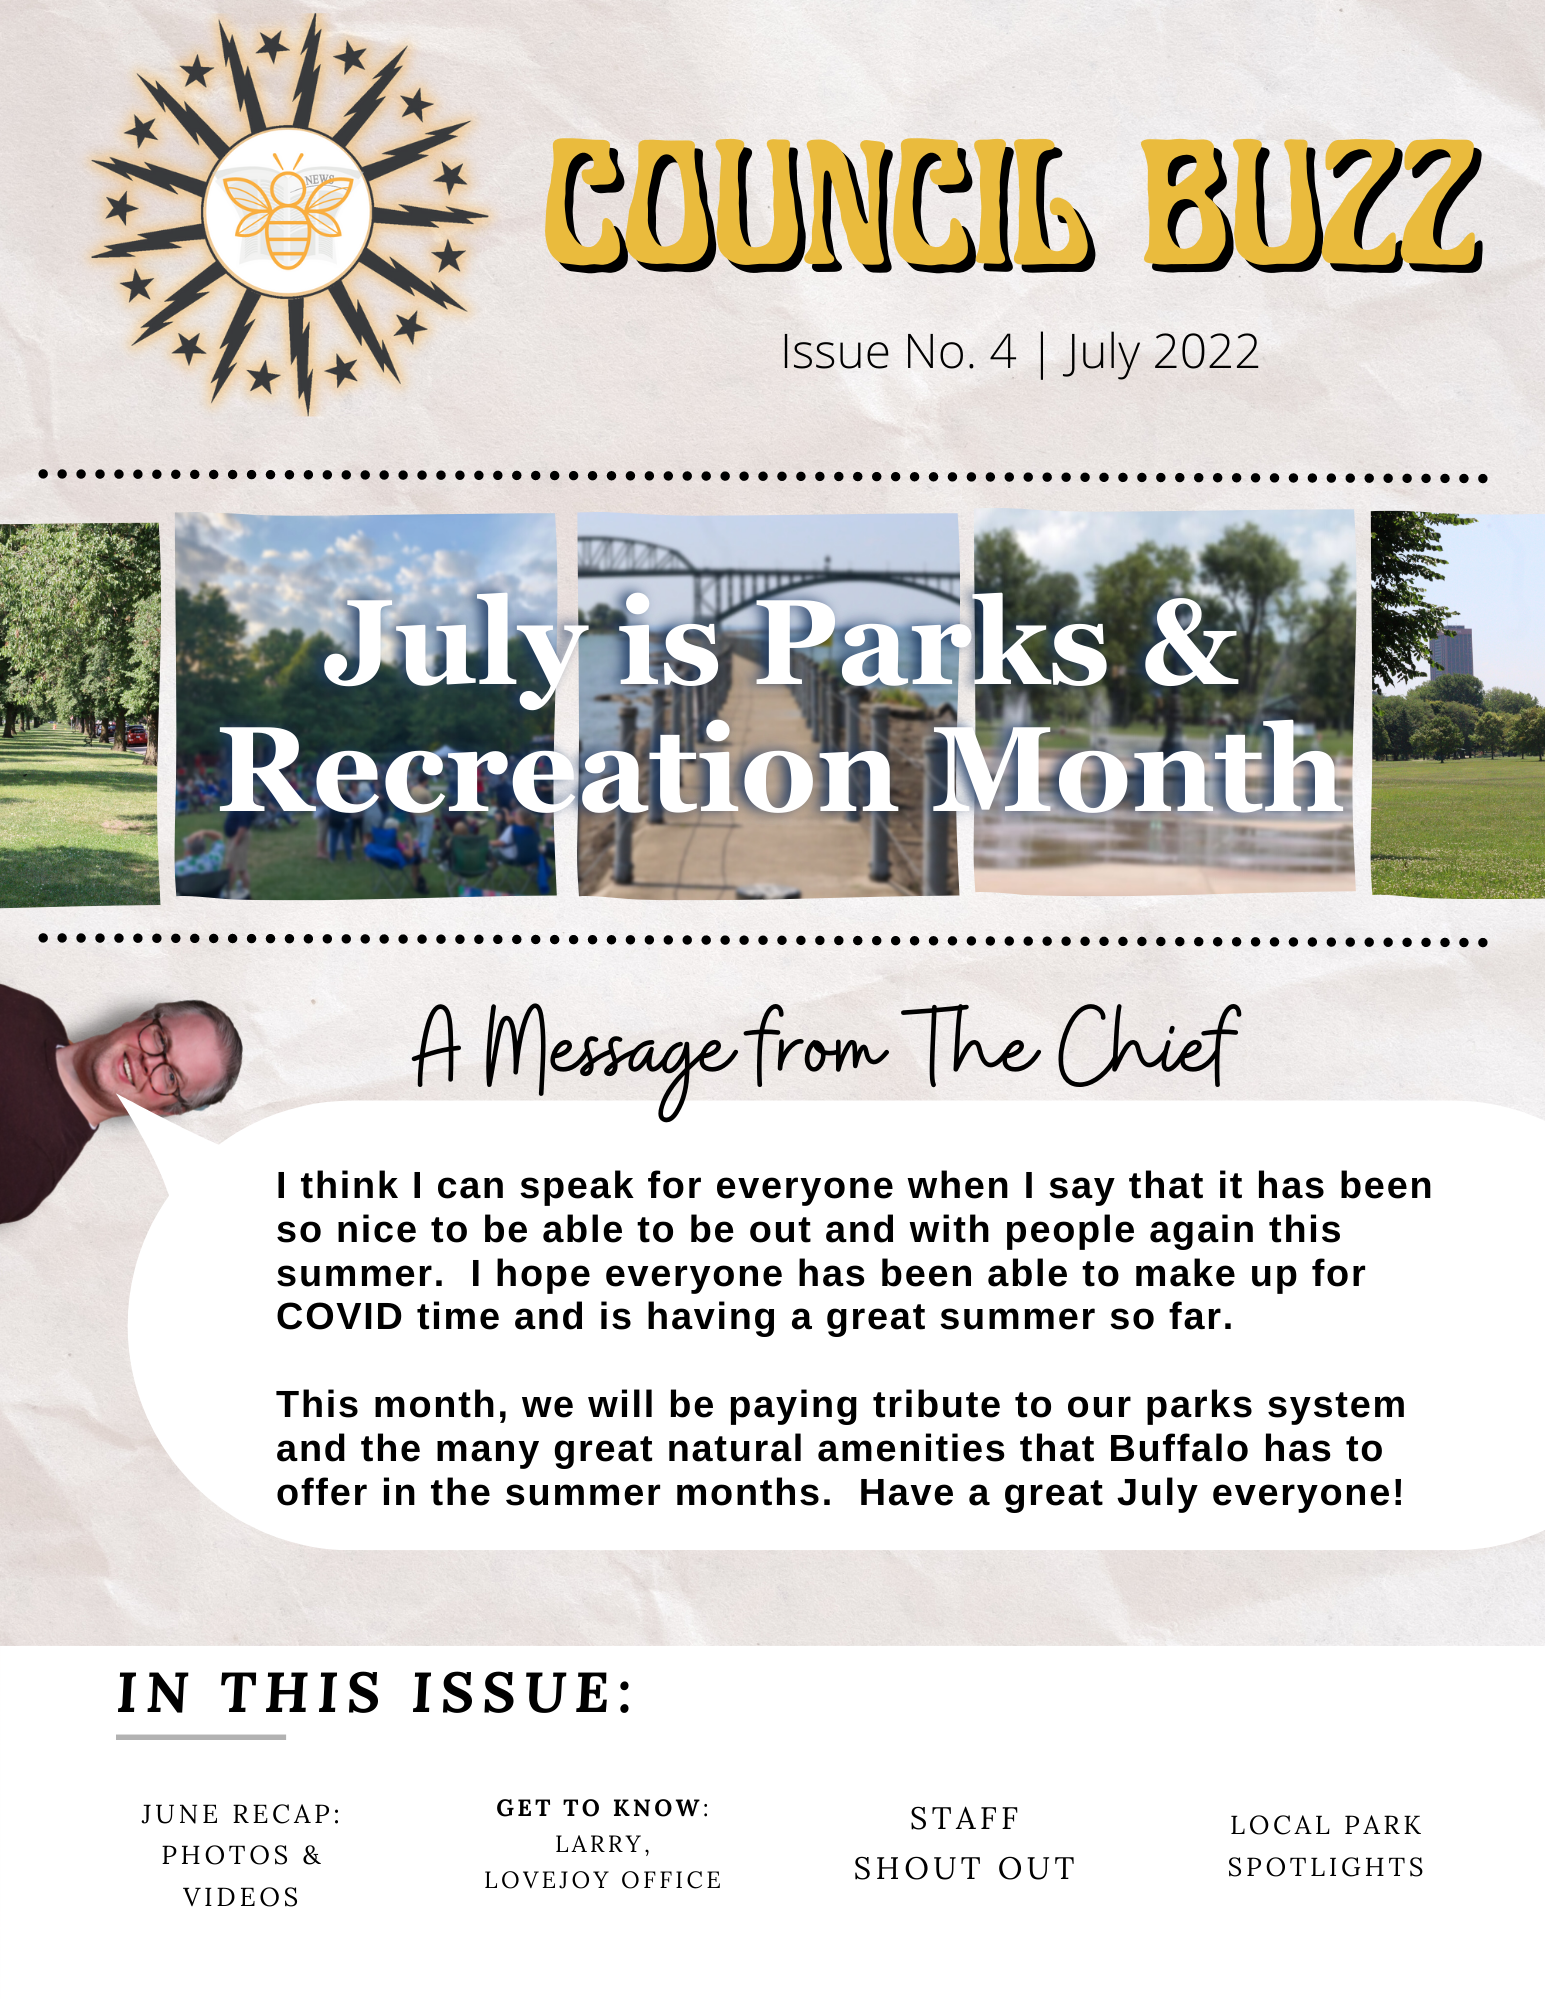 NEWS
COUNCIL BUZZ
Issue No. 4 | July 2022
July is Parks &
Recreation Month
A Message from The Chief
I think I can speak for everyone when I say that it has been
so nice to be able to be out and with people again this
summer.  I hope everyone has been able to make up for
COVID time and is having a great summer so far.
This month, we will be paying tribute to our parks system
and the many great natural amenities that Buffalo has to
offer in the summer months.  Have a great July everyone!
IN THIS ISSUE:
JUNE RECAP:
PHOTOS &
VIDEOS
GET TO KNOW:
LARRY,
LOVEJOY OFFICE
STAFF
SHOUT OUT
LOCAL PARK
SPOTLIGHTS